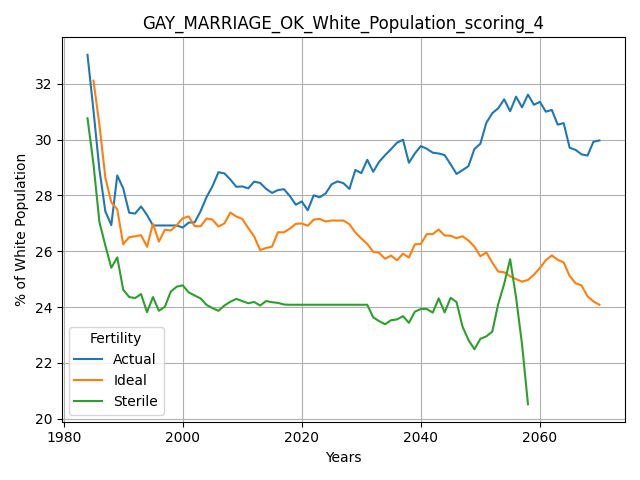 GAY_MARRIAGE_OK_White_Population_scoring_4
% of White Population
32
30
28
26
24
22
20
Fertility
Actual
Ideal
Sterile
1980 2000 2020 2040 2060
Years